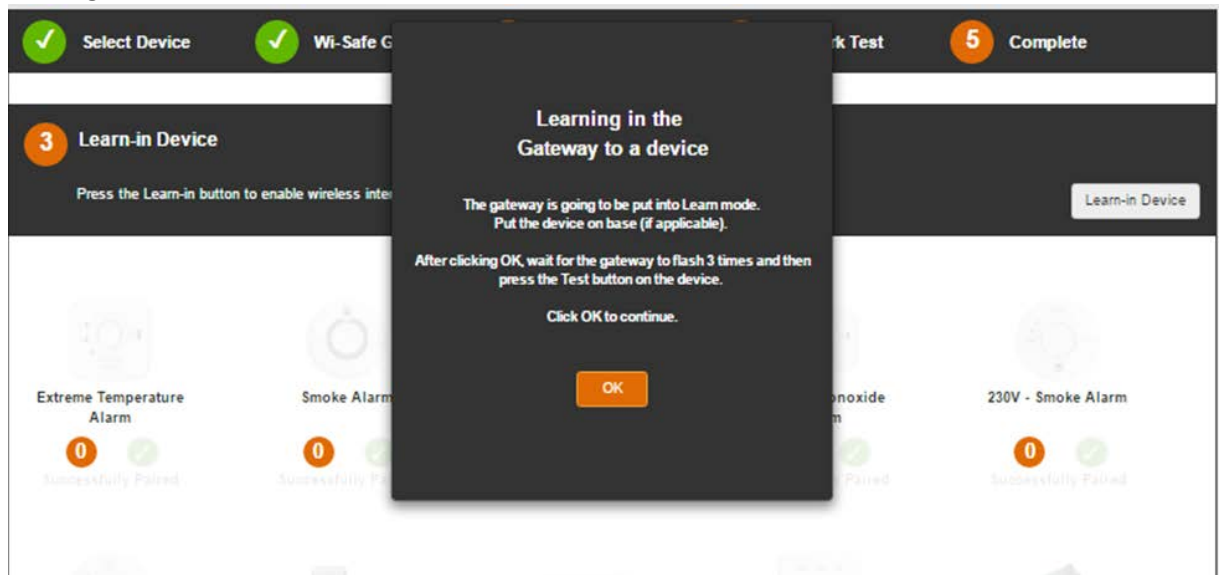 Select Device
Wi-Safe G
rk Test
5 Complete
Learning in the
Gateway to a device
3 Learn-in Device
Press the Learn-in button to enable wireless inte
Learn-in Device
The gateway is going to be put into Learn mode.
Put the device on base (if applicable).
After clicking OK, wait for the gateway to flash 3 times and then
press the Test button on the device.
Click OK to continue.
OK
Extreme Temperature
Alarm
Smoke Alarm
onoxide
m
230V - Smoke Alarm
0
0
0
Successfully Paired
Successfully Pa
Paired
Successfully Paired